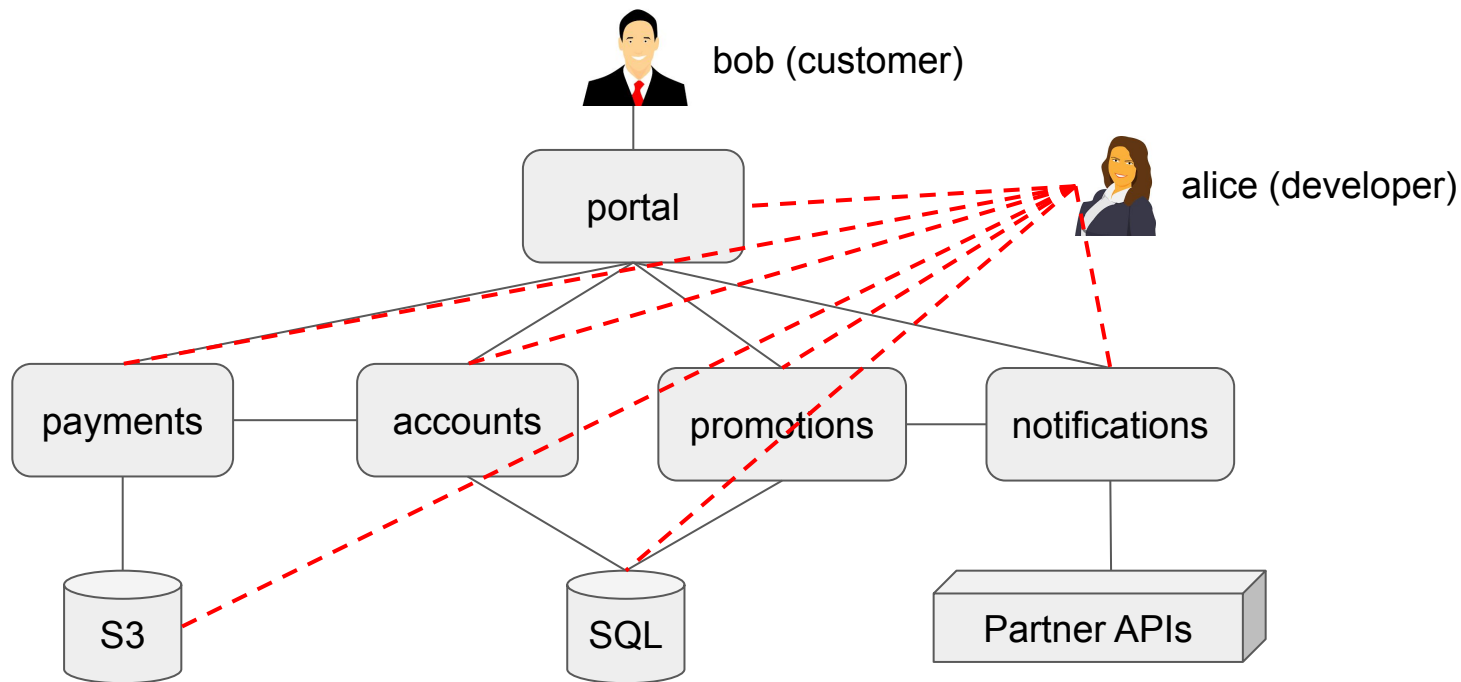 bob (customer)
alice (developer)
portal
payments
accounts
promotions
notifications
S3
SQL
Partner APIs